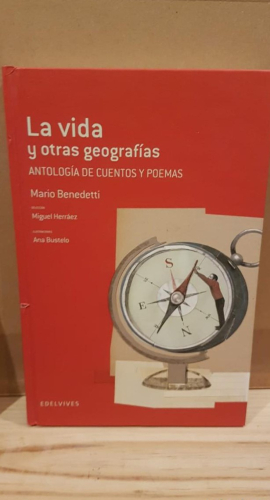 La vida
y otras geografías
ANTOLOGÍA DE CUENTOS Y POEMAS
Mario Benedetti
Miguel Herráez
Ana Bustelo
S
E
N
EDELVIVES